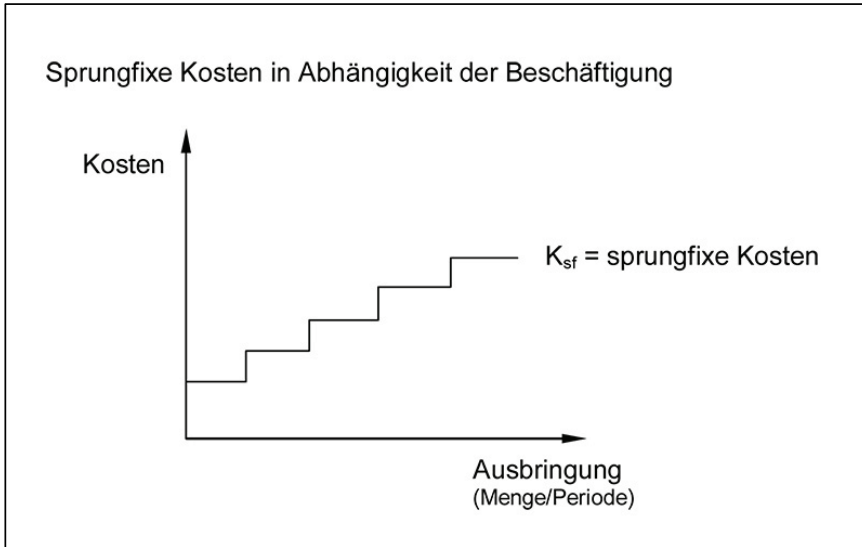 Sprungfixe Kosten in Abhängigkeit der Beschäftigung
Kosten
Ksf = sprungfixe Kosten
Ausbringung
(Menge/Periode)